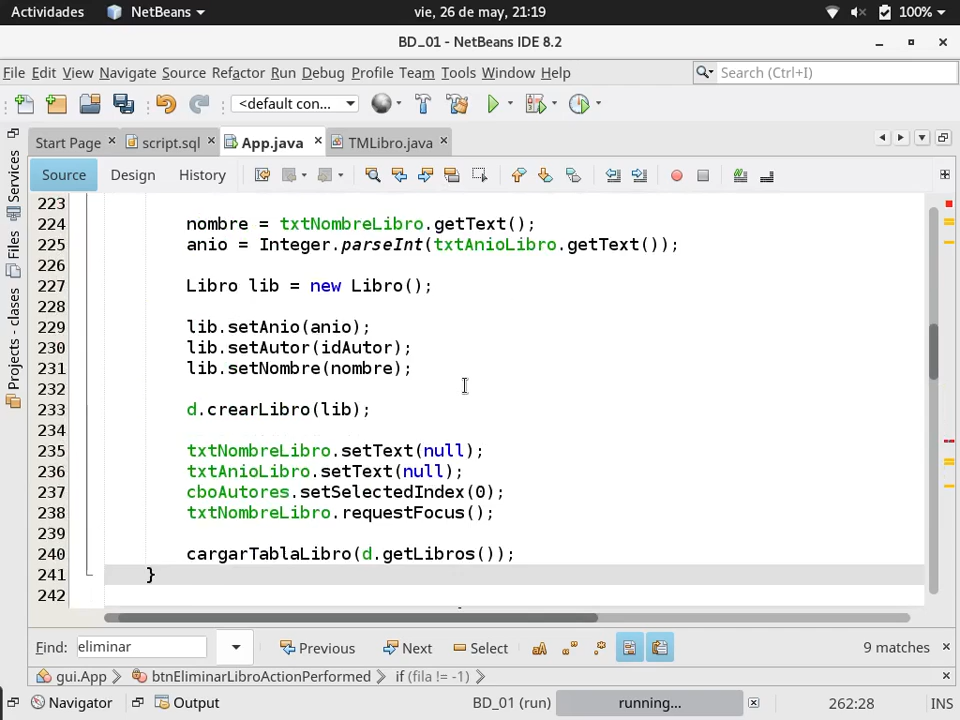 Actividades NetBeans vie, 26 de may, 21:19 100%
BD_01 - NetBeans IDE 8.2
File Edit View Navigate Source Refactor Run Debug Profile Team Tools Window Help Search (Ctrl+I)
<default con...
Start Page script.sql App.java TMLibro.java
Source Design History
Services
Files
Projects - clases
223
224 nombre = txtNombreLibro.getText();
225 anio = Integer.parseInt(txtAnioLibro.getText());
226
227 Libro lib = new Libro();
228
229 lib.setAnio(anio);
230 lib.setAutor(idAutor);
231 lib.setNombre(nombre);
232
233 d.crearLibro(lib);
234
235 txtNombreLibro.setText(null);
236 txtAnioLibro.setText(null);
237 cboAutores.setSelectedIndex(0);
238 txtNombreLibro.requestFocus();
239
240 cargarTablaLibro(d.getLibros());
241 }
242
Find: eliminar Previous Next Select 9 matches
gui.App btnEliminarLibroActionPerformed if (fila != -1)
Navigator Output BD_01 (run) running... 262:28 INS